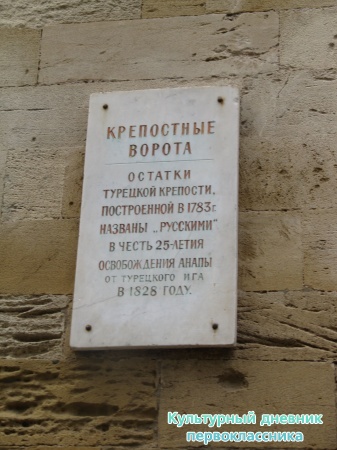 КРЕПОСТНЫЕ
ВОРОТА
ОСТАТКИ
ТУРЕЦКОЙ КРЕПОСТИ,
ПОСТРОЕННОЙ В 1783г.
НАЗВАНЫ „РУССКИМИ"
В ЧЕСТЬ 25-ЛЕТИЯ
ОСВОБОЖДЕНИЯ АНАПЫ
ОТ ТУРЕЦКОГО ИГА
В 1828 ГОДУ.
Культурный дневник
первоклассника